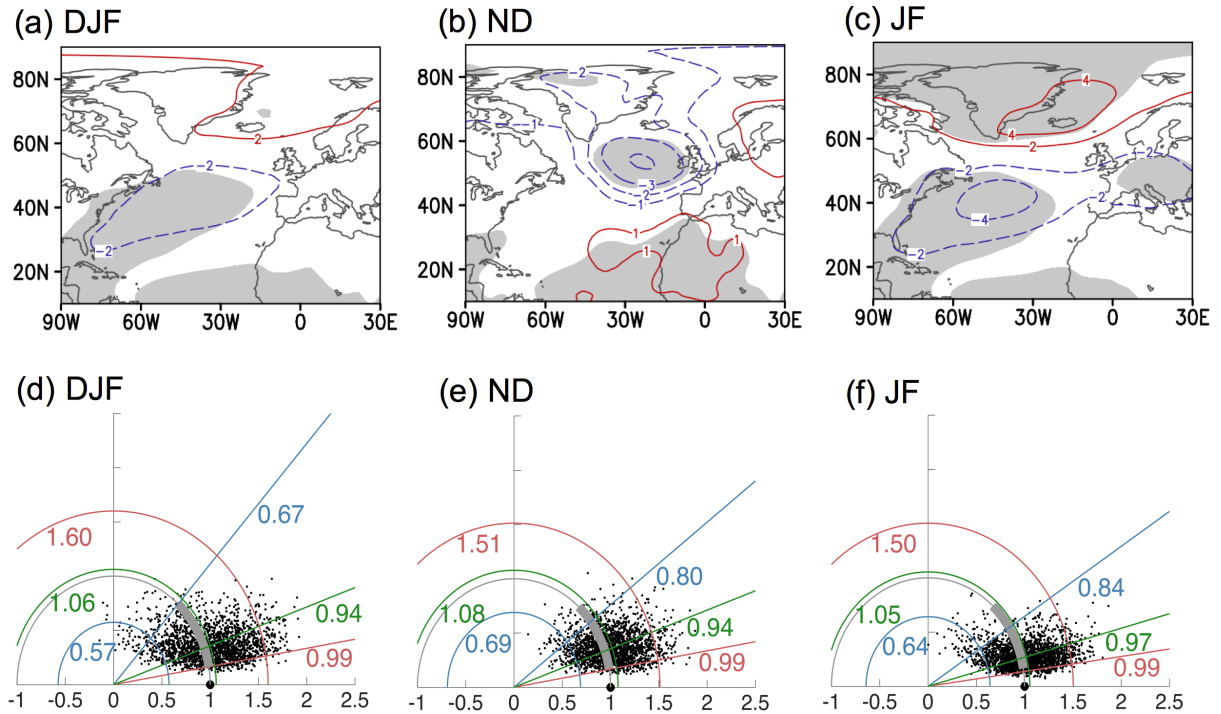 (a) DJF
(b) ND
(c) JF
80N
60N
40N
20N
90W 60W 30W 0 30E
2
-2
-2
80N
60N
40N
20N
90W 60W 30W 0 30E
-2
-1
-3
-2
-1
1
1
1
80N
60N
40N
20N
90W 60W 30W 0 30E
4
4
2
-2
-2
-4
-2
-2
(d) DJF
(e) ND
(f) JF
0.67
1.60
1.06
0.94
0.57
0.99
-1 -0.5 0 0.5 1 1.5 2 2.5
1.51
0.80
1.08
0.94
0.69
0.99
-1 -0.5 0 0.5 1 1.5 2 2.5
1.50
0.84
1.05
0.97
0.64
0.99
-1 -0.5 0 0.5 1 1.5 2 2.5